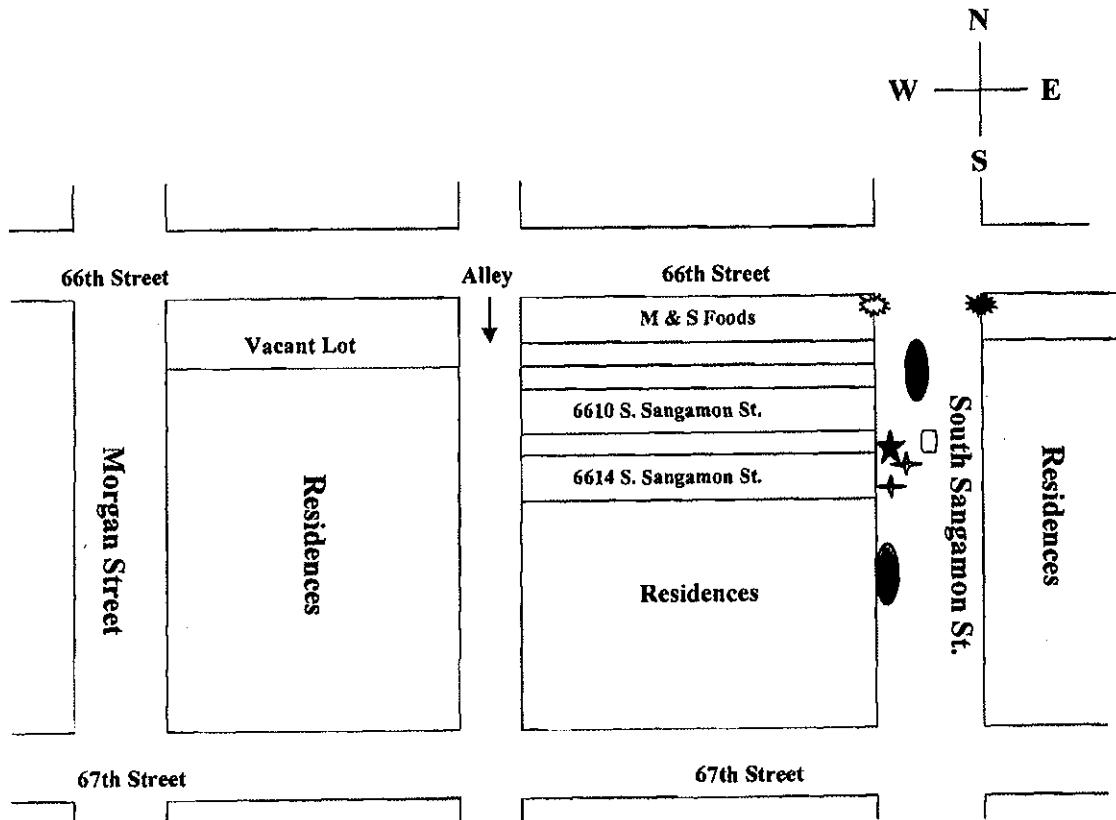 N
W E
S
66th Street
Alley
66th Street
M & S Foods
Vacant Lot
6610 S. Sangamon St.
6614 S. Sangamon St.
Morgan Street
Residences
Residences
South Sangamon St.
Residences
67th Street
67th Street